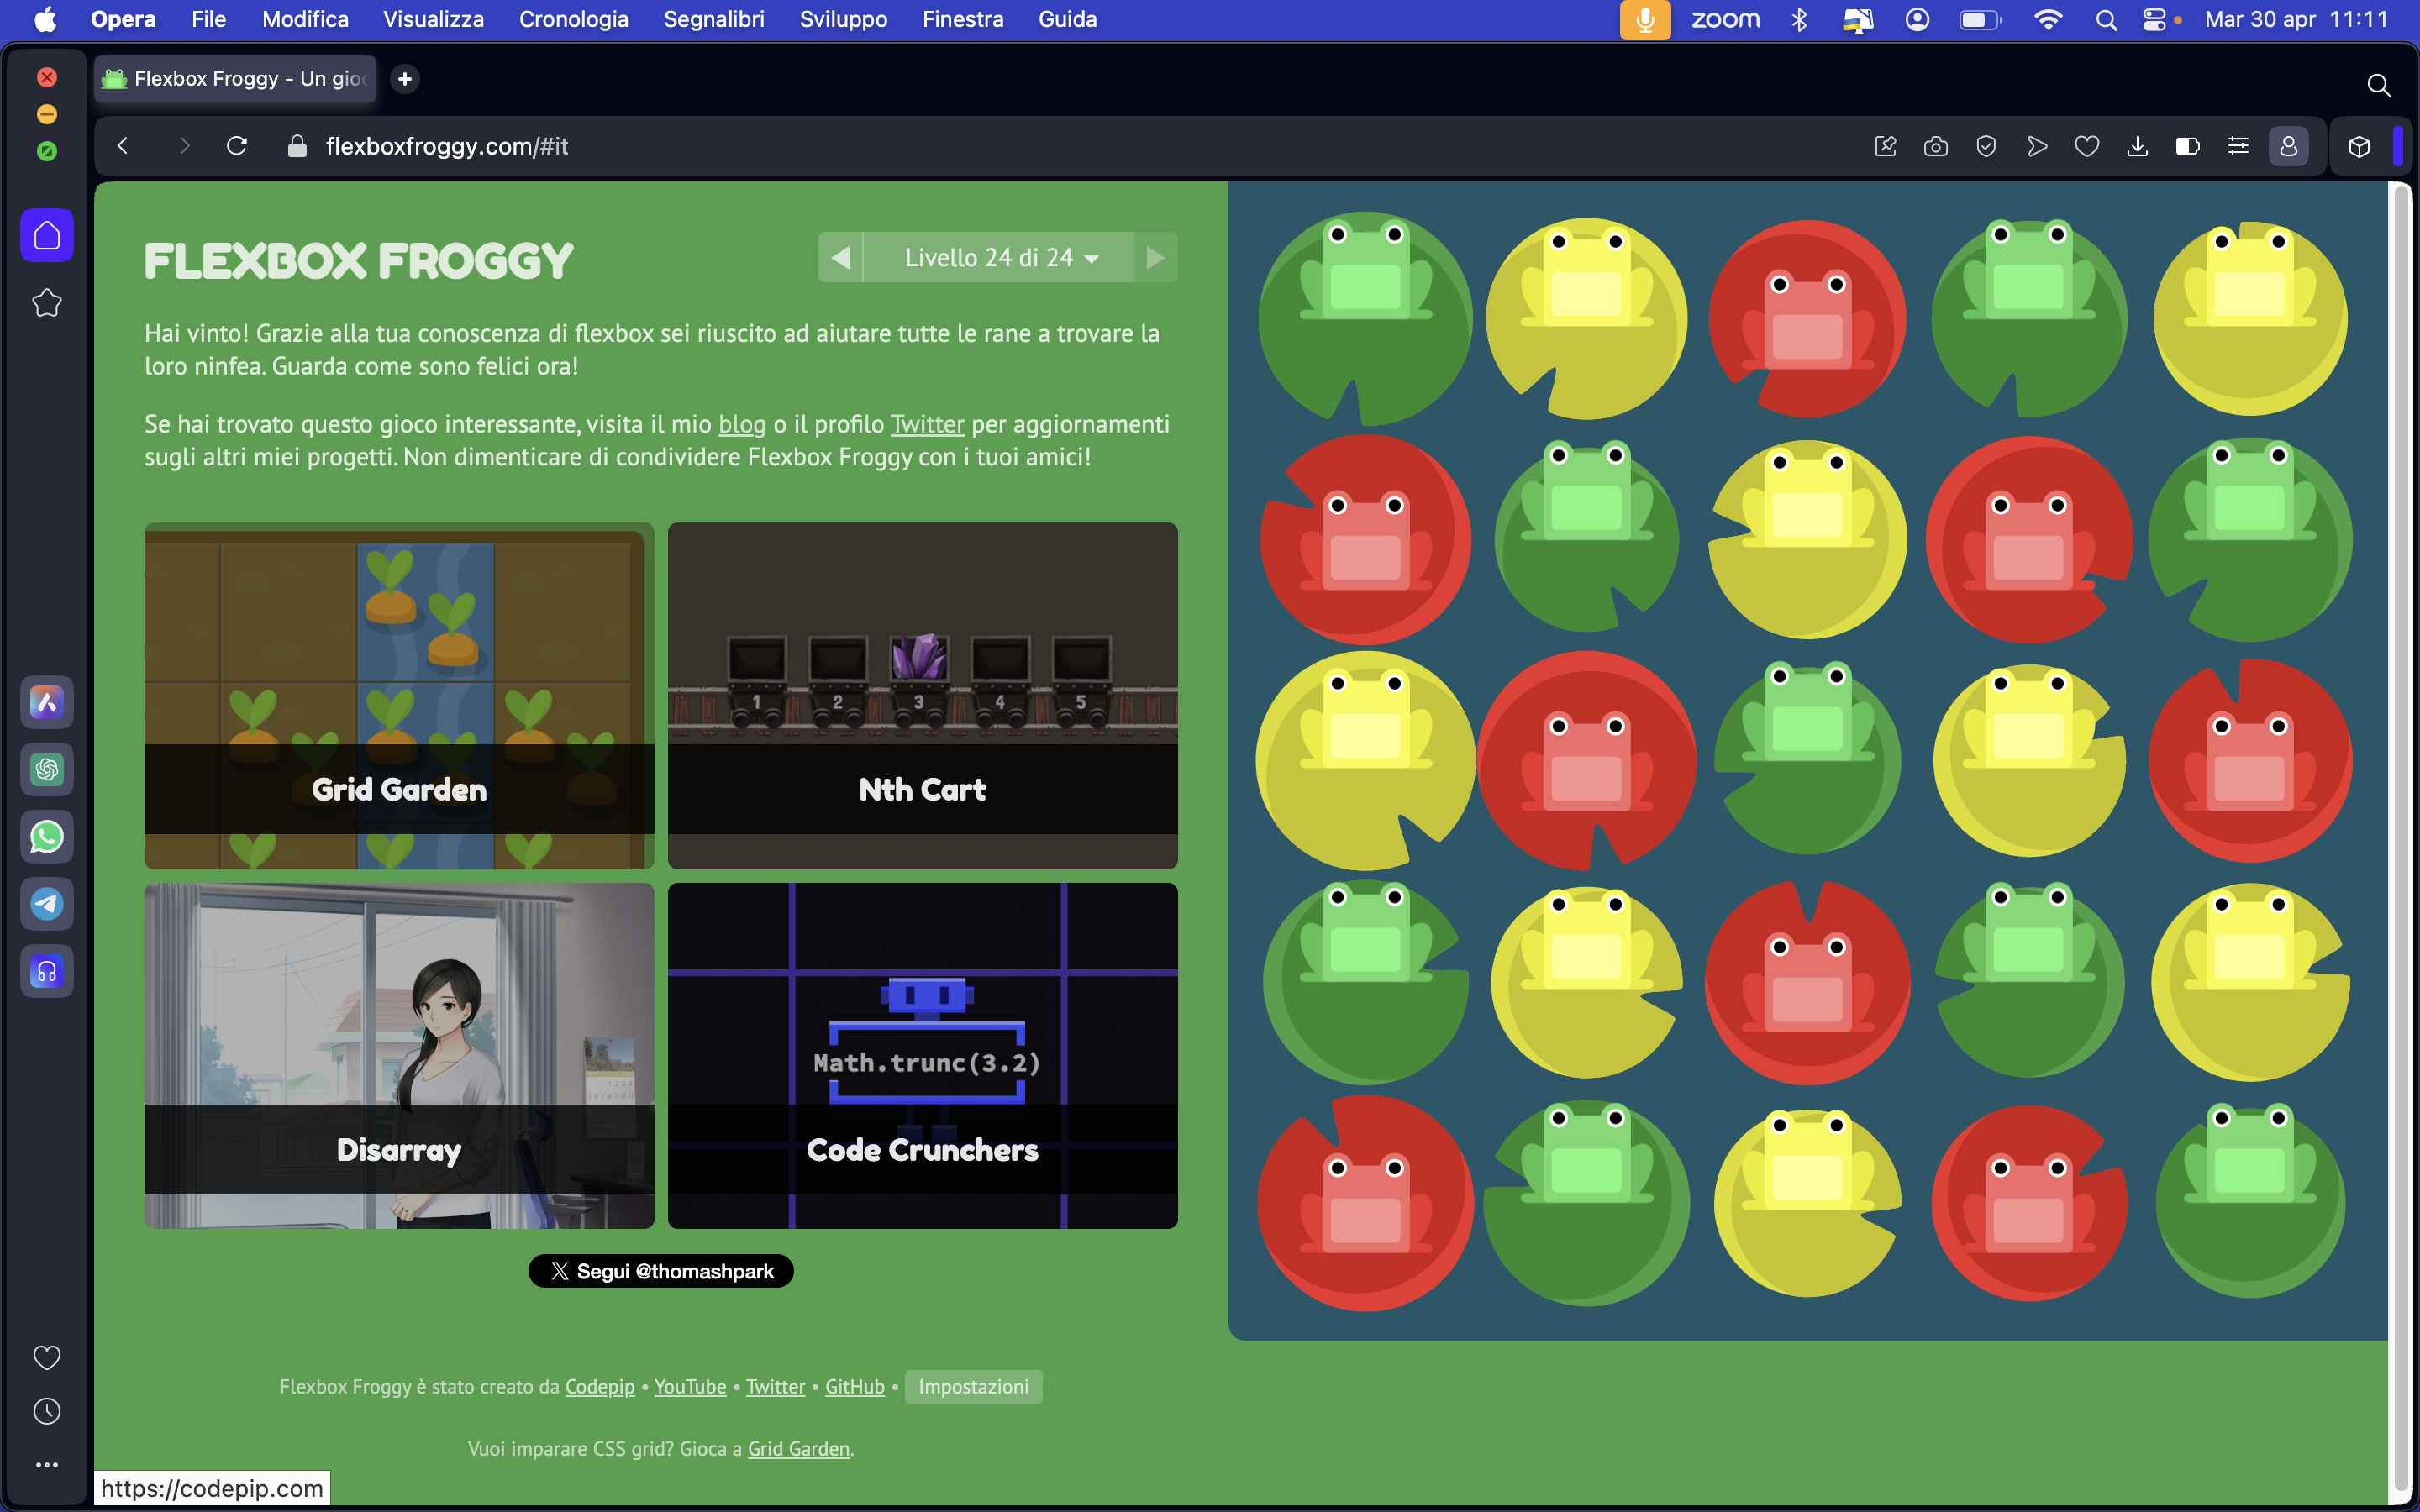 Opera File Modifica Visualizza Cronologia Segnalibri Sviluppo Finestra Guida zoom Mar 30 apr 11:11
Flexbox Froggy - Un gio
flexboxfroggy.com/#it
FLEXBOX FROGGY
Livello 24 di 24
Hai vinto! Grazie alla tua conoscenza di flexbox sei riuscito ad aiutare tutte le rane a trovare la
loro ninfea. Guarda come sono felici ora!
Se hai trovato questo gioco interessante, visita il mio blog o il profilo Twitter per aggiornamenti
sugli altri miei progetti. Non dimenticare di condividere Flexbox Froggy con i tuoi amici!
Grid Garden
1 2 3 4 5
Nth Cart
Disarray
Math.trunc(3.2)
Code Crunchers
Segui @thomashpark
Flexbox Froggy è stato creato da Codepip • YouTube • Twitter • GitHub • Impostazioni
Vuoi imparare CSS grid? Gioca a Grid Garden.
https://codepip.com